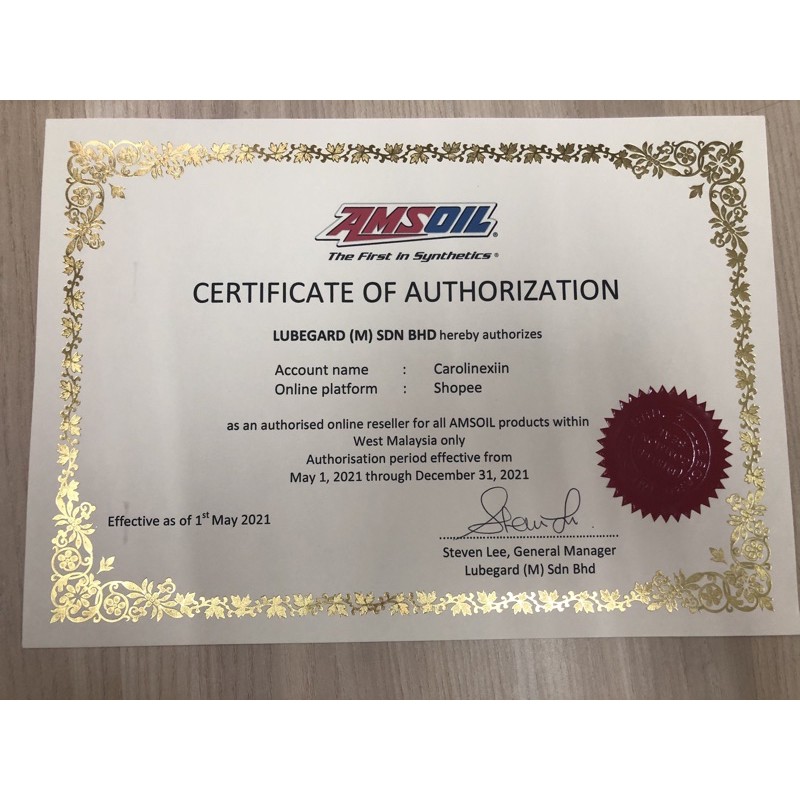 AMSOIL®
The First In Synthetics®
CERTIFICATE OF AUTHORIZATION
LUBEGARD (M) SDN BHD hereby authorizes
Account name : Carolinexiin
Online platform : Shopee
as an authorised online reseller for all AMSOIL products within
West Malaysia only
Authorisation period effective from
May 1, 2021 through December 31, 2021
Effective as of 1st May 2021
Steven Lee, General Manager
Lubegard (M) Sdn Bhd